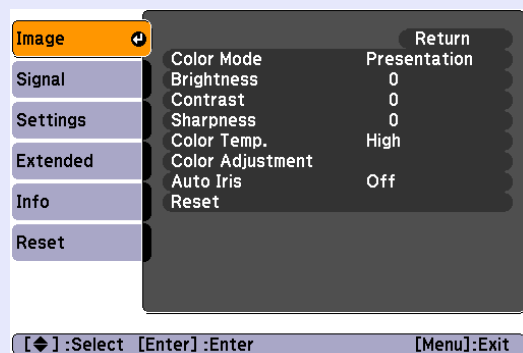 Image
Signal
Settings
Extended
Info
Reset
Return
Color Mode Presentation
Brightness 0
Contrast 0
Sharpness 0
Color Temp. High
Color Adjustment
Auto Iris Off
Reset
[◆] :Select [Enter] :Enter [Menu]:Exit